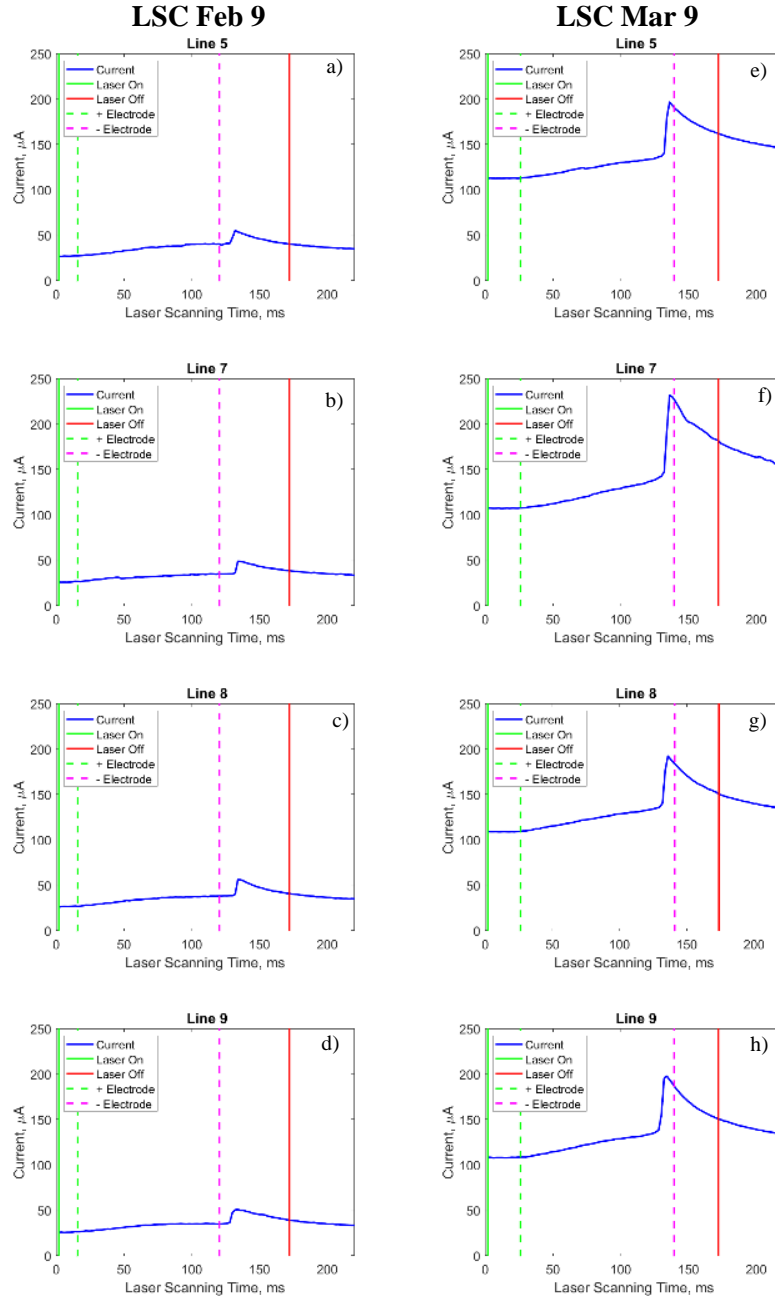 LSC Feb 9
LSC Mar 9
Line 5
a)
Current
Laser On
Laser Off
+ Electrode
- Electrode
250
200
150
100
50
0
Current, μA
0 50 100 150 200
Laser Scanning Time, ms
Line 5
e)
Current
Laser On
Laser Off
+ Electrode
- Electrode
250
200
150
100
50
0
Current, μA
0 50 100 150 200
Laser Scanning Time, ms
Line 7
b)
Current
Laser On
Laser Off
+ Electrode
- Electrode
250
200
150
100
50
0
Current, μA
0 50 100 150 200
Laser Scanning Time, ms
Line 7
f)
Current
Laser On
Laser Off
+ Electrode
- Electrode
250
200
150
100
50
0
Current, μA
0 50 100 150 200
Laser Scanning Time, ms
Line 8
c)
Current
Laser On
Laser Off
+ Electrode
- Electrode
250
200
150
100
50
0
Current, μA
0 50 100 150 200
Laser Scanning Time, ms
Line 8
g)
Current
Laser On
Laser Off
+ Electrode
- Electrode
250
200
150
100
50
0
Current, μA
0 50 100 150 200
Laser Scanning Time, ms
Line 9
d)
Current
Laser On
Laser Off
+ Electrode
- Electrode
250
200
150
100
50
0
Current, μA
0 50 100 150 200
Laser Scanning Time, ms
Line 9
h)
Current
Laser On
Laser Off
+ Electrode
- Electrode
250
200
150
100
50
0
Current, μA
0 50 100 150 200
Laser Scanning Time, ms